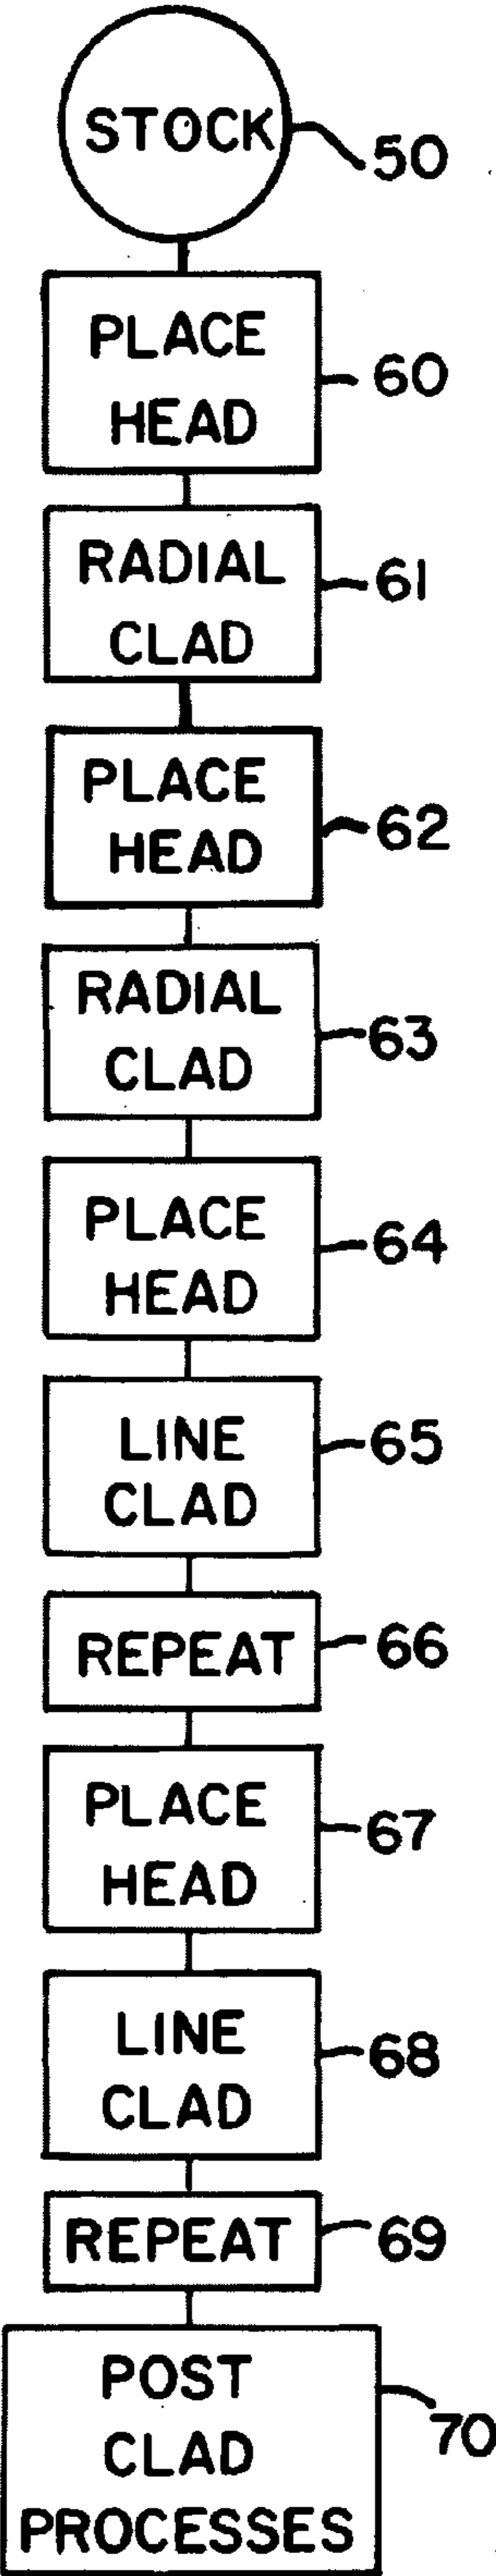 STOCK
50
PLACE
HEAD
60
RADIAL
CLAD
61
PLACE
HEAD
62
RADIAL
CLAD
63
PLACE
HEAD
64
LINE
CLAD
65
REPEAT
66
PLACE
HEAD
67
LINE
CLAD
68
REPEAT
69
POST
CLAD
PROCESSES
70